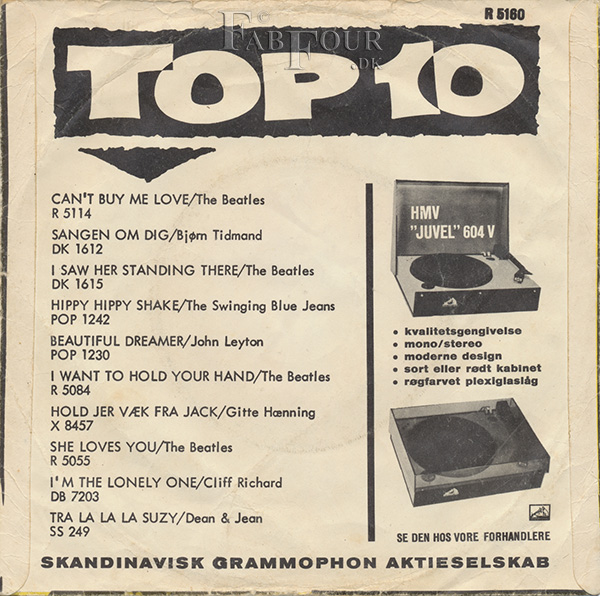 R 5160
FabFour
.DK
TOP 10
CAN'T BUY ME LOVE/The Beatles
R 5114
SANGEN OM DIG/Bjørn Tidmand
DK 1612
I SAW HER STANDING THERE/The Beatles
DK 1615
HIPPY HIPPY SHAKE/The Swinging Blue Jeans
POP 1242
BEAUTIFUL DREAMER/John Leyton
POP 1230
I WANT TO HOLD YOUR HAND/The Beatles
R 5084
HOLD JER VÆK FRA JACK/Gitte Hænning
X 8457
SHE LOVES YOU/The Beatles
R 5055
I'M THE LONELY ONE/Cliff Richard
DB 7203
TRA LA LA LA SUZY/Dean & Jean
SS 249
HMV
"JUVEL" 604 V
• kvalitetsgengivelse
• mono/stereo
• moderne design
• sort eller rødt kabinet
• røgfarvet plexiglaslåg
SE DEN HOS VORE FORHANDLERE
SKANDINAVISK GRAMMOPHON AKTIESELSKAB